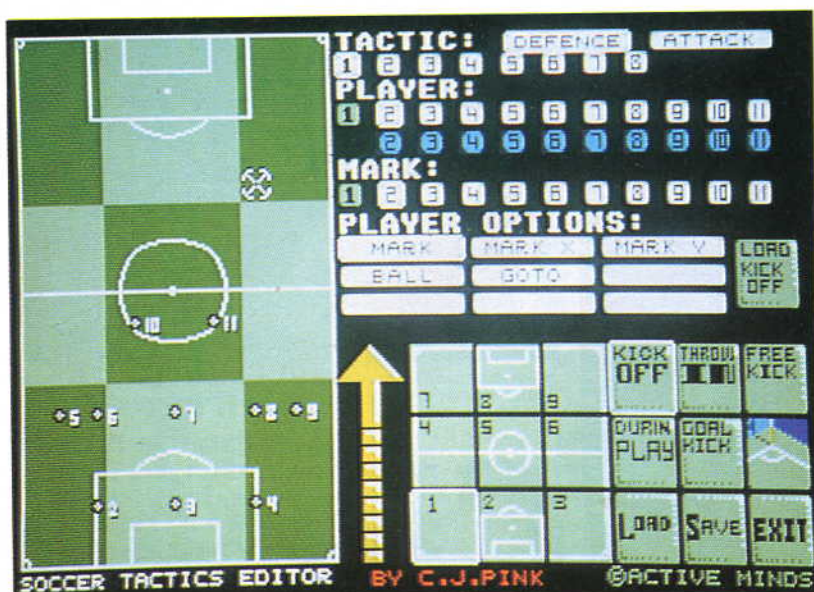 TACTIC: DEFENCE ATTACK
1 2 3 4 5 6 7 8
PLAYER:
1 2 3 4 5 6 7 8 9 10 11
2 3 4 5 6 7 8 9 10 11
MARK:
1 2 3 4 5 6 7 8 9 10 11
PLAYER OPTIONS:
MARK MARK X MARK Y
BALL GOTO
LOAD
KICK
OFF
10 11
5 6 7 8 9
2 3 4
7 8 9
4 5 6
1 2 3
KICK
OFF
THROW
IN
FREE
KICK
DURIN
PLAY
GOAL
KICK
LOAD
SAVE
EXIT
SOCCER TACTICS EDITOR BY C.J.PINK ©ACTIVE MINDS